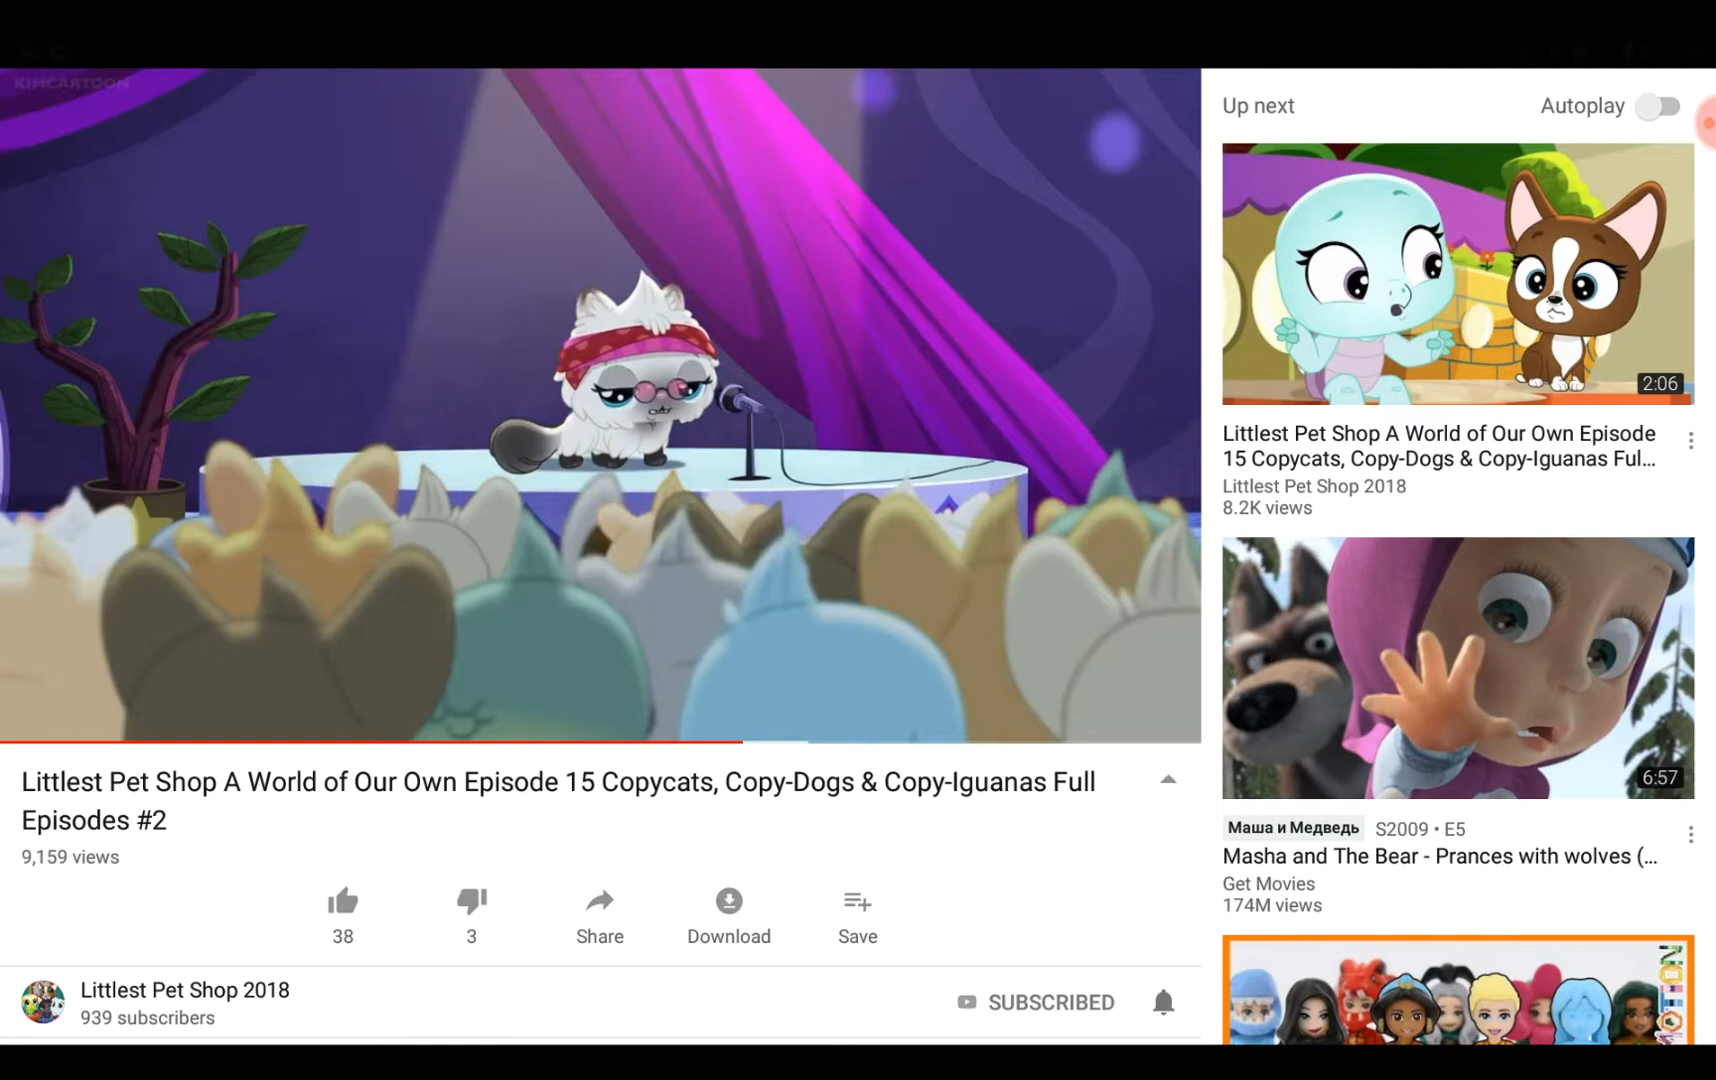 KIMCARTOON
Up next
Autoplay
2:06
Littlest Pet Shop A World of Our Own Episode
15 Copycats, Copy-Dogs & Copy-Iguanas Ful...
Littlest Pet Shop 2018
8.2K views
6:57
Маша и Медведь S2009 • E5
Masha and The Bear - Prances with wolves (...
Get Movies
174M views
Littlest Pet Shop A World of Our Own Episode 15 Copycats, Copy-Dogs & Copy-Iguanas Full
Episodes #2
9,159 views
38
3
Share
Download
Save
Littlest Pet Shop 2018
939 subscribers
SUBSCRIBED